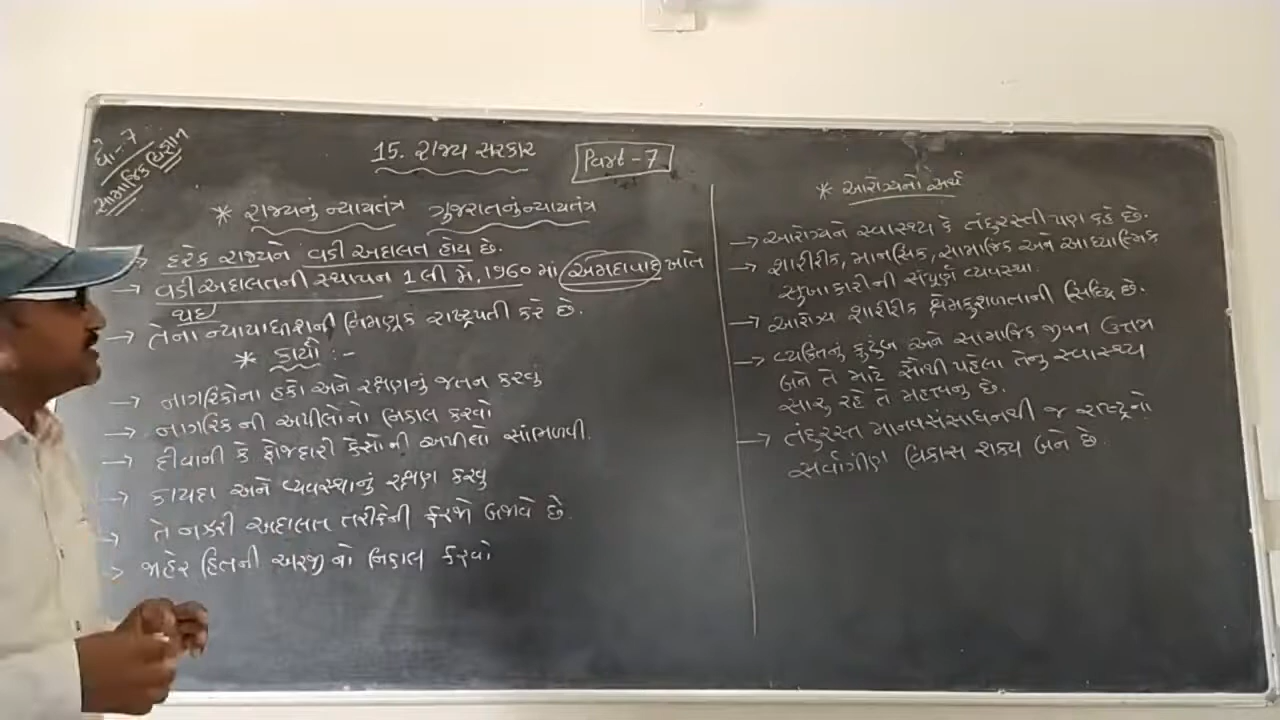 ધો-7
સામાજિક વિજ્ઞાન
15. રાજ્ય સરકાર
Part-7
* રાજ્યનું ન્યાયતંત્ર ગુજરાતનું ન્યાયતંત્ર
→ દરેક રાજ્યને વડી અદાલત હોય છે.
→ વડી અદાલતની સ્થાપના 1 લી મે, 1960 માં અમદાવાદ ખાતે
થઇ
→ તેના ન્યાયાધીશની નિમણૂક રાષ્ટ્રપતી કરે છે.
* કાર્યો :-
→ નાગરિકોના હકો અને રક્ષણનું જતન કરવું
→ નાગરિક ની અપીલોનો નિકાલ કરવો
→ દીવાની કે ફોજદારી કેસોની અપીલો સાંભળવી.
→ કાયદા અને વ્યવસ્થાનું રક્ષણ કરવુ
→ તે નજરી અદાલત તરીકેની ફરજો બજાવે છે.
→ જાહેર હિતની અરજીનો નિકાલ કરવો
* આરોગ્યનો અર્થ
→ આરોગ્યને સ્વાસ્થ્ય કે તંદુરસ્તી પણ કહે છે.
→ શારીરીક, માનસિક, સામાજિક અને આધ્યાત્મિક
સુખાકારીની સંપૂર્ણ વ્યવસ્થા.
→ આરોગ્ય શારીરીક ક્ષેમકુશળતાની સિદ્ધિ છે.
→ વ્યક્તિનું કુટુંબ અને સામાજિક જીવન ઉત્તમ
બને તે માટે સૌથી પહેલા તેનુ સ્વાસ્થ્ય
સારુ રહે તે મહત્વનુ છે.
→ તંદુરસ્ત માનવસંસાધનથી જ રાષ્ટ્રનો
સર્વાગીણ વિકાસ શક્ય બને છે.